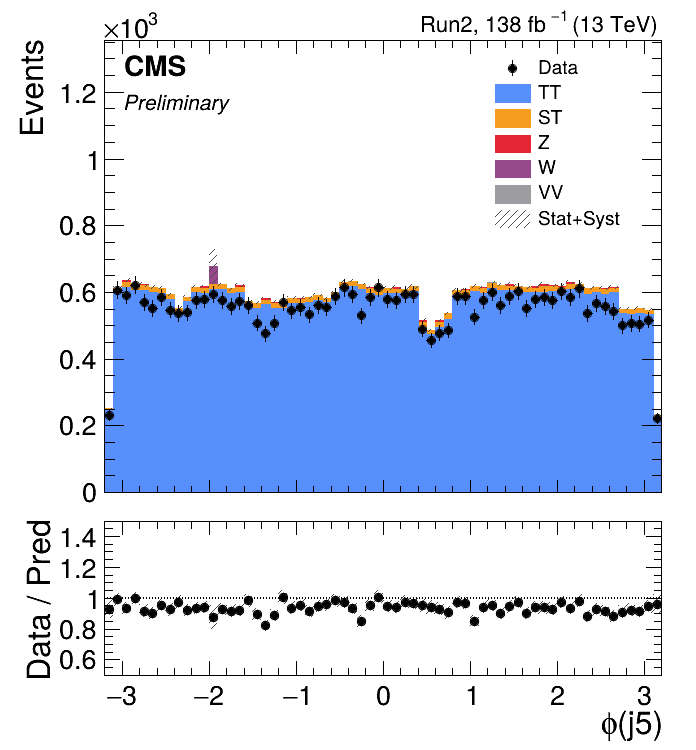 ×10³
Run2, 138 fb⁻¹ (13 TeV)
Events
CMS
Preliminary
Data
TT
ST
Z
W
VV
Stat+Syst
1.2
1
0.8
0.6
0.4
0.2
0
Data / Pred
1.4
1.2
1
0.8
0.6
−3 −2 −1 0 1 2 3
ϕ(j5)